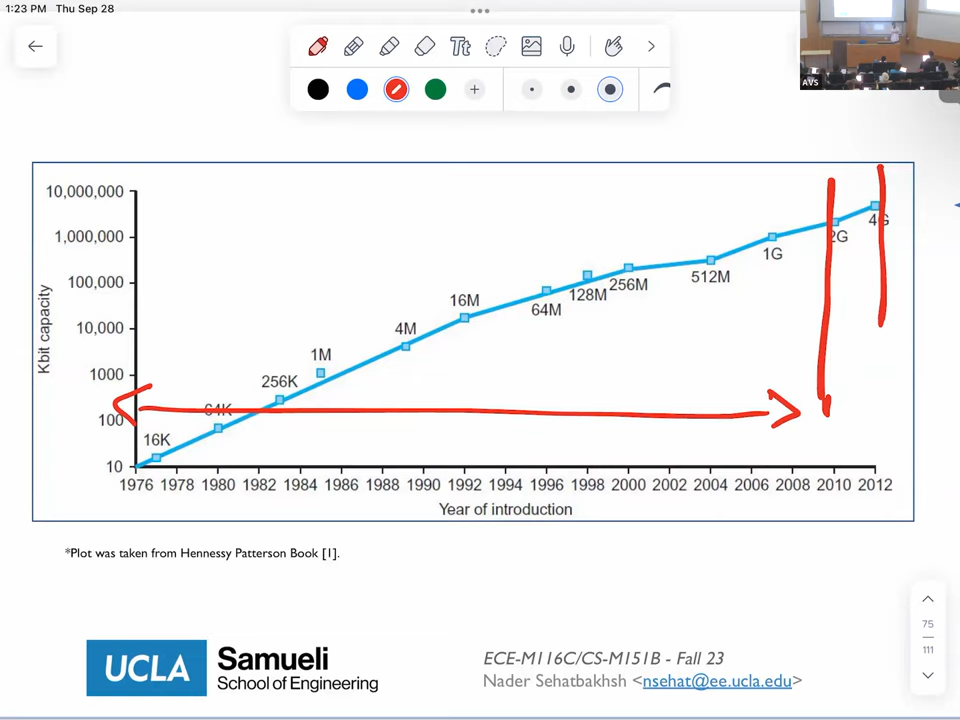 1:23 PM Thu Sep 28
Tt
AVS
10,000,000
1,000,000
100,000
10,000
1000
100
10
Kbit capacity
16K
64K
256K
1M
4M
16M
64M
128M
256M
512M
1G
2G
4G
1976 1978 1980 1982 1984 1986 1988 1990 1992 1994 1996 1998 2000 2002 2004 2006 2008 2010 2012
Year of introduction
*Plot was taken from Hennessy Patterson Book [1].
75
111
UCLA Samueli
School of Engineering
ECE-M116C/CS-M151B - Fall 23
Nader Sehatbakhsh <nsehat@ee.ucla.edu>